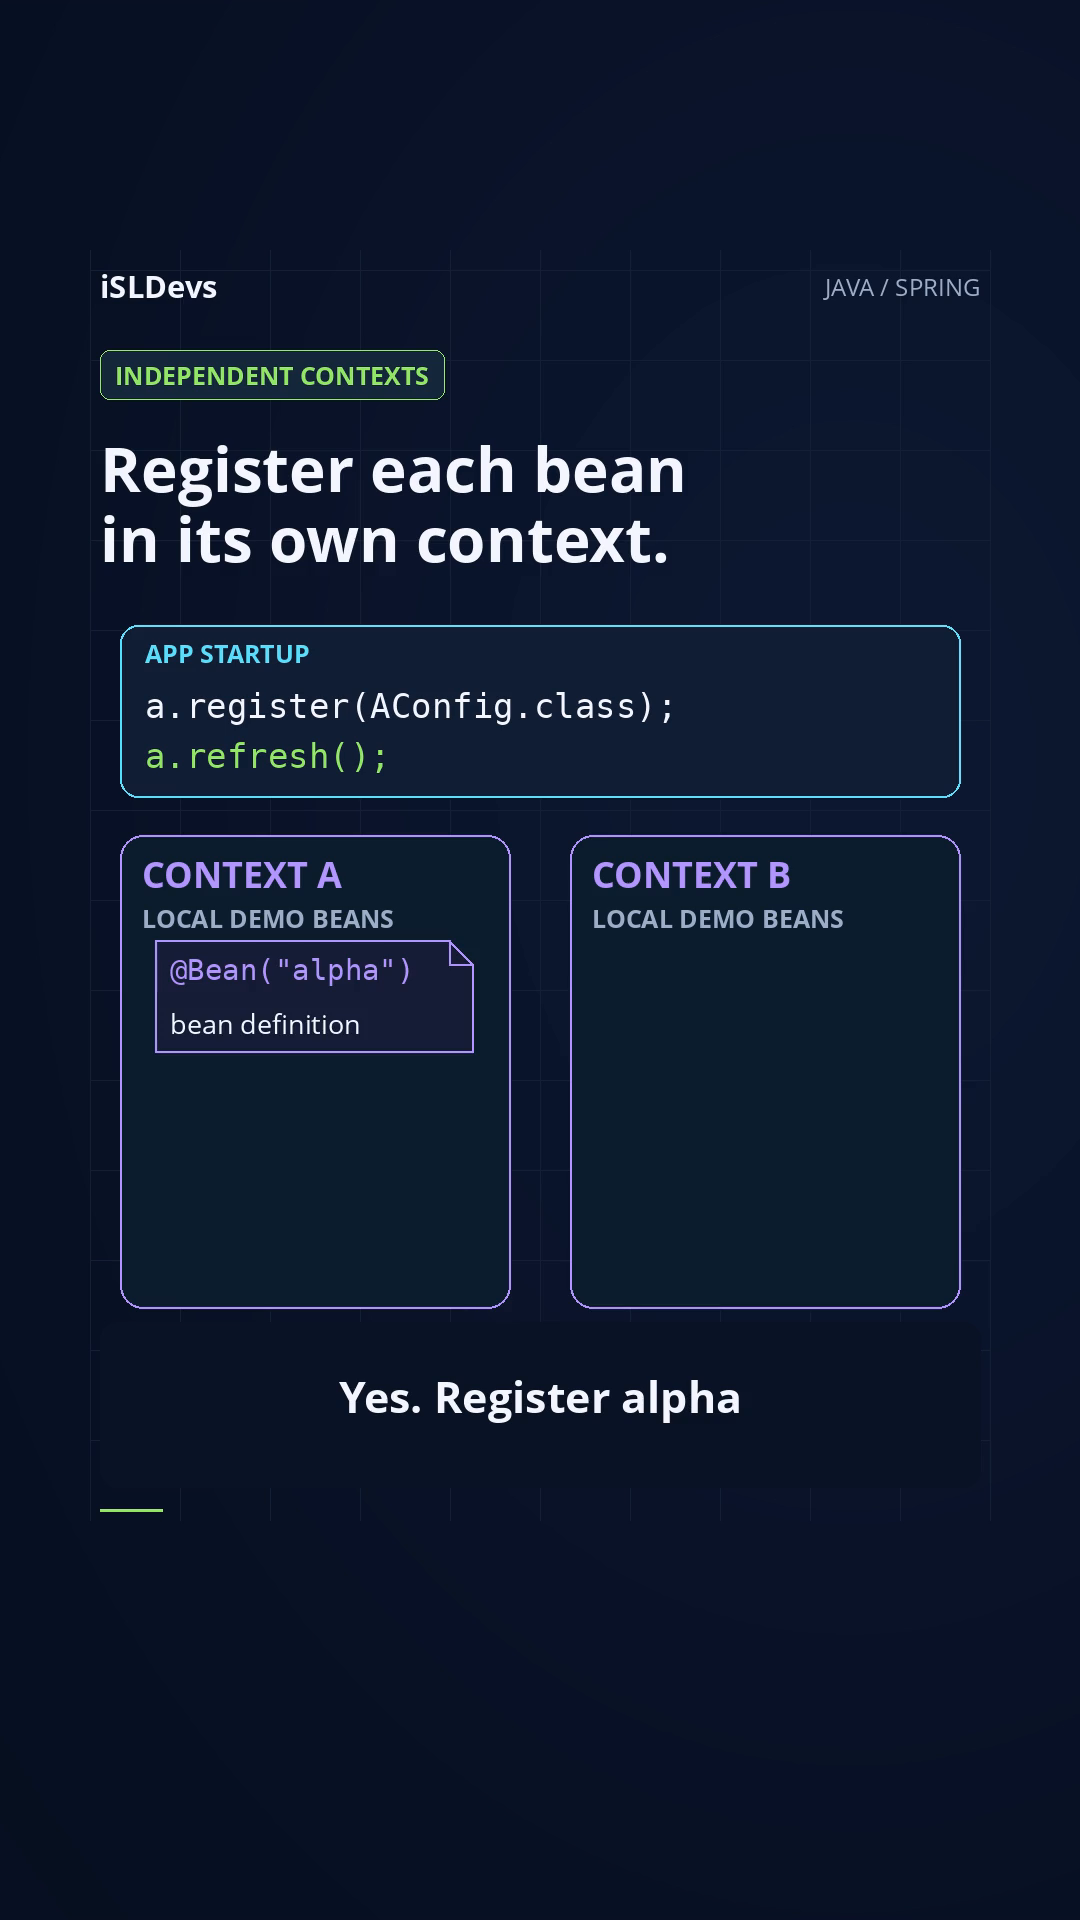 iSLDevs
JAVA / SPRING
INDEPENDENT CONTEXTS
Register each bean
in its own context.
APP STARTUP
a.register(AConfig.class);
a.refresh();
CONTEXT A
LOCAL DEMO BEANS
@Bean("alpha")
bean definition
CONTEXT B
LOCAL DEMO BEANS
Yes. Register alpha